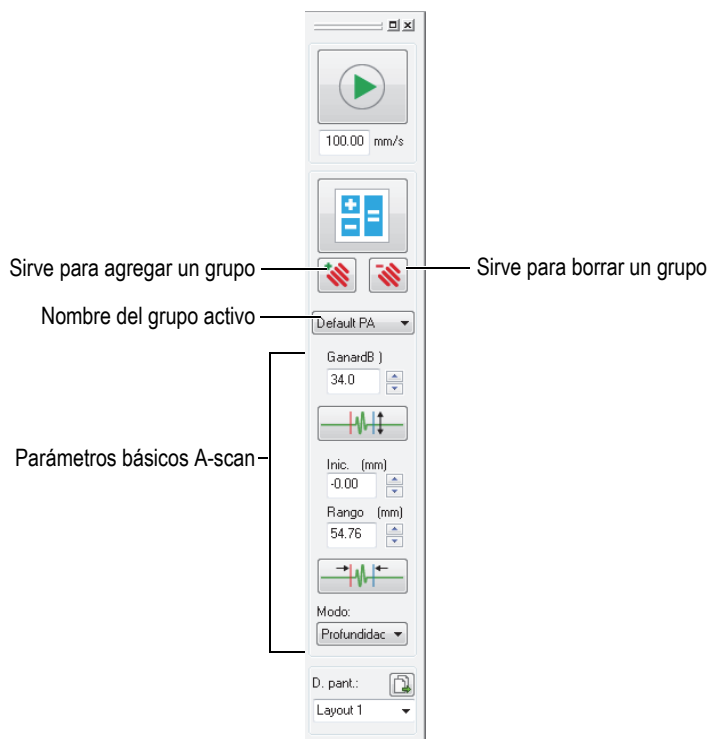 100.00 mm/s
Sirve para agregar un grupo
Sirve para borrar un grupo
Nombre del grupo activo
Default PA
GanardB )
34.0
Parámetros básicos A-scan
Inic. (mm)
-0.00
Rango (mm)
54.76
Modo:
Profundidac
D. pant.:
Layout 1